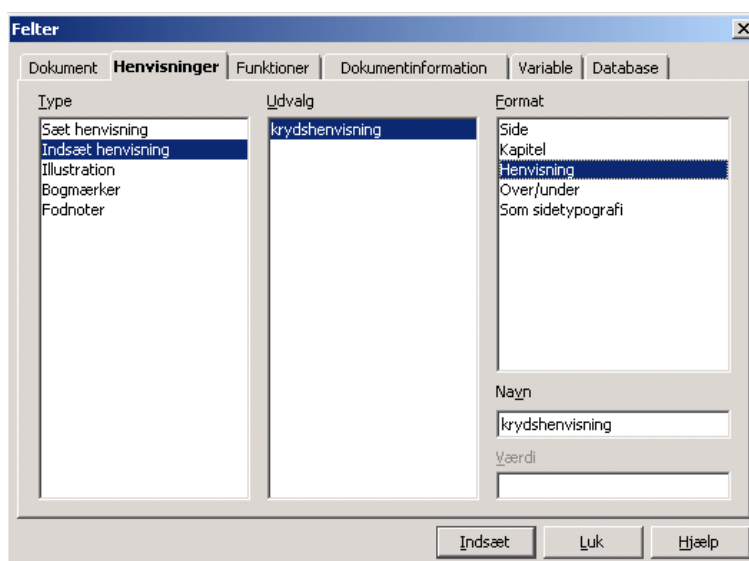 Felter
Dokument Henvisninger Funktioner Dokumentinformation Variable Database
Type
Sæt henvisning
Indsæt henvisning
Illustration
Bogmærker
Fodnoter
Udvalg
krydshenvisning
Format
Side
Kapitel
Henvisning
Over/under
Som sidetypografi
Navn
krydshenvisning
Værdi
Indsæt Luk Hjælp